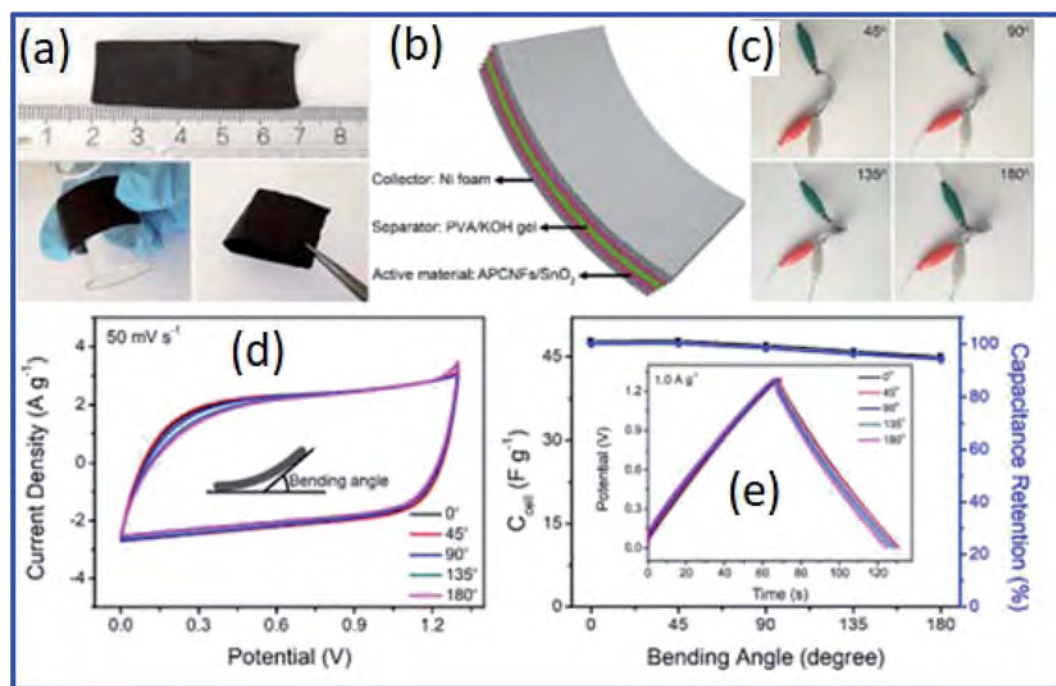 (a)
cm 1 2 3 4 5 6 7 8
(b)
Collector: Ni foam
Separator: PVA/KOH gel
Active material: APCNFs/SnO2
(c)
45°
90°
135°
180°
50 mV s⁻¹
(d)
Current Density (A g⁻¹)
4
2
0
-2
-4
Bending angle
0°
45°
90°
135°
180°
0.0 0.4 0.8 1.2
Potential (V)
Ccell (F g⁻¹)
45
30
15
0
1.0 A g⁻¹
Potential (V)
1.2
0.9
0.6
0.3
0.0
0°
45°
90°
135°
180°
(e)
0 20 40 60 80 100 120
Time (s)
100
80
60
40
20
0
Capacitance Retention (%)
0 45 90 135 180
Bending Angle (degree)